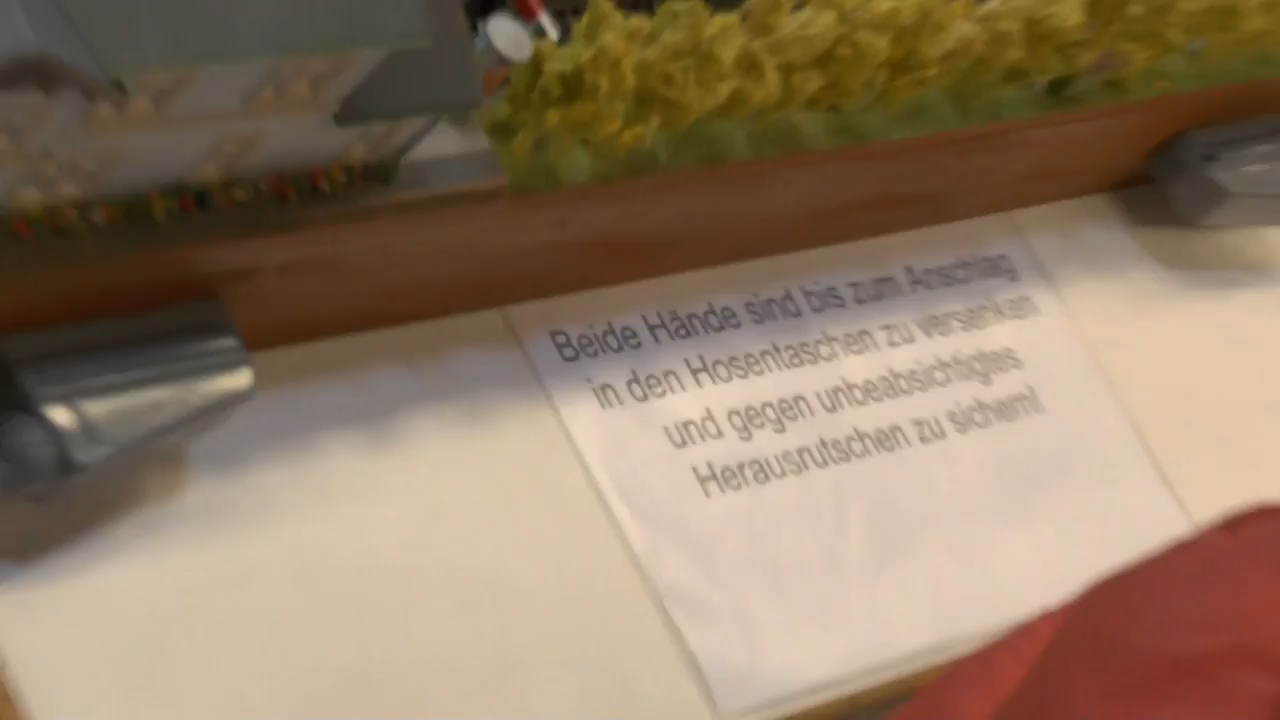 Beide Hände sind bis zum Anschlag
in den Hosentaschen zu versenken
und gegen unbeabsichtigtes
Herausrutschen zu sichern!